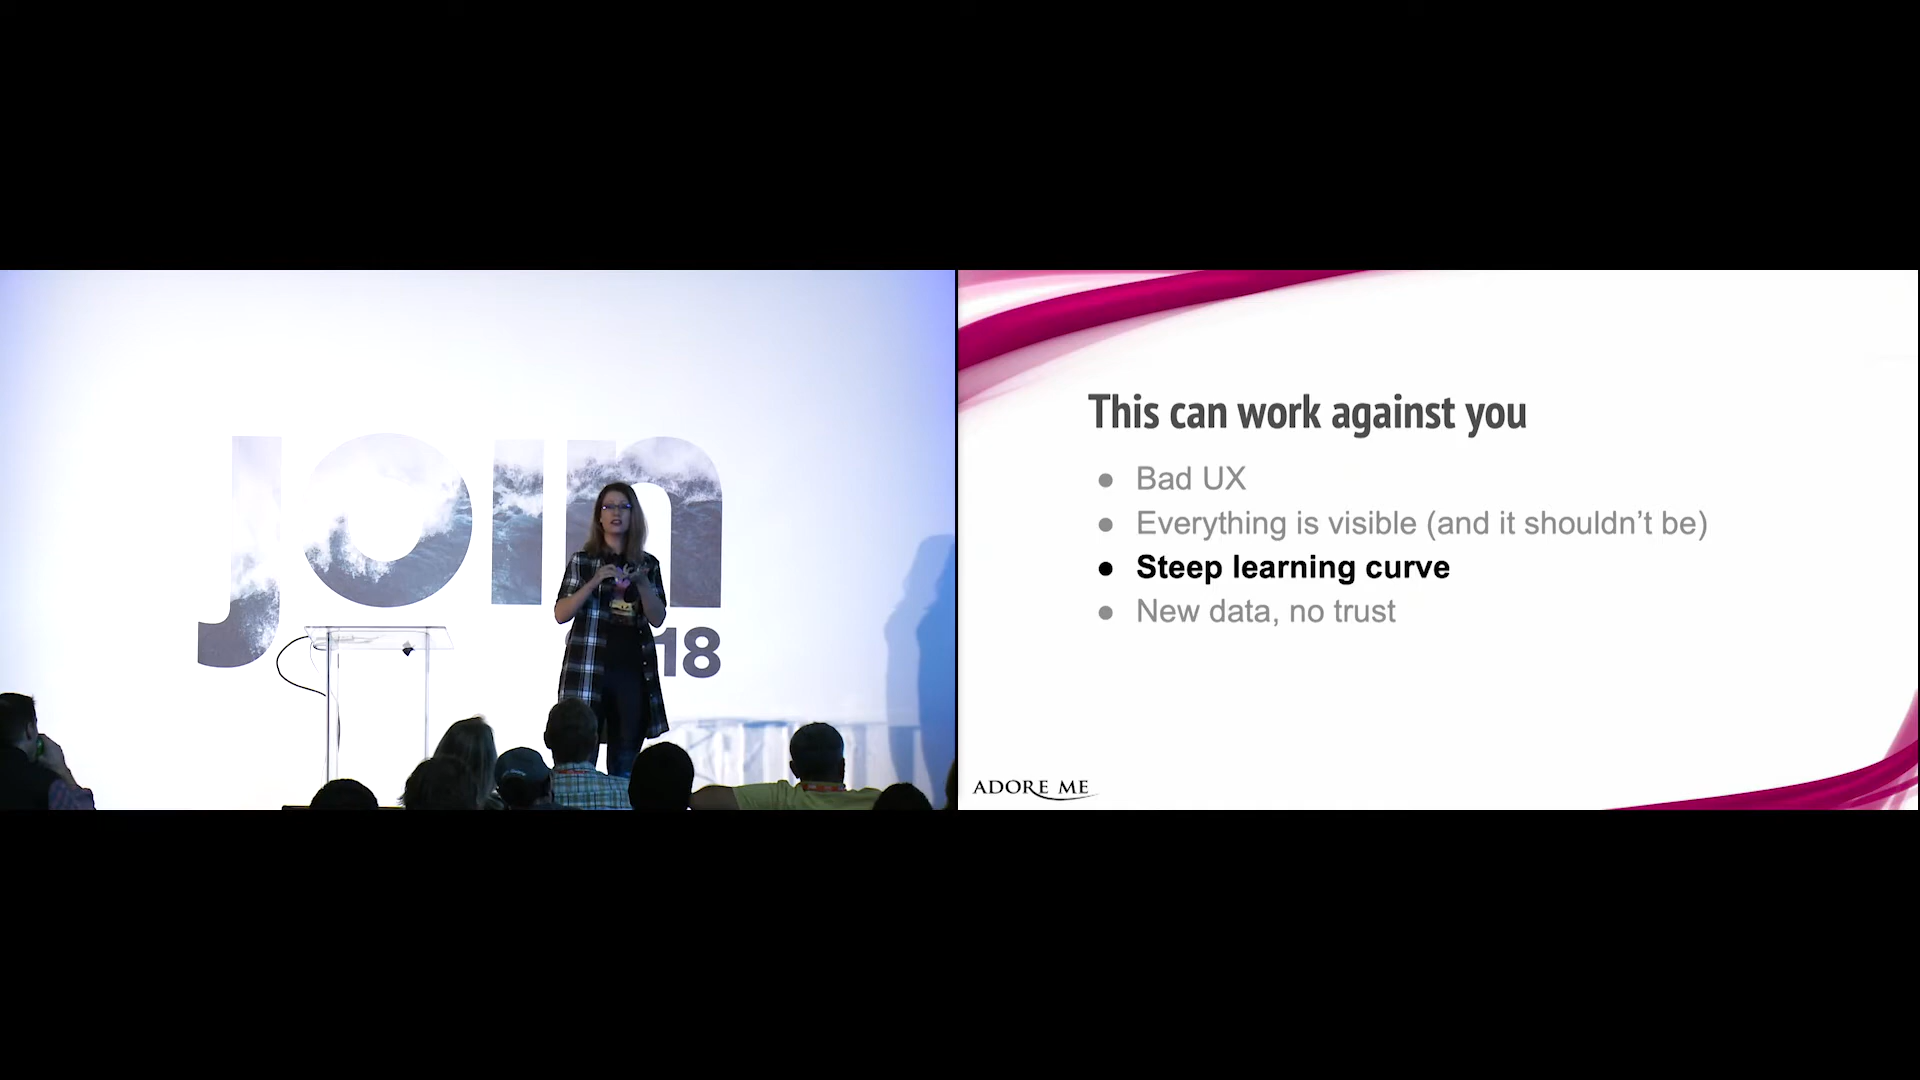 join
18
This can work against you
• Bad UX
• Everything is visible (and it shouldn't be)
• Steep learning curve
• New data, no trust
ADORE ME